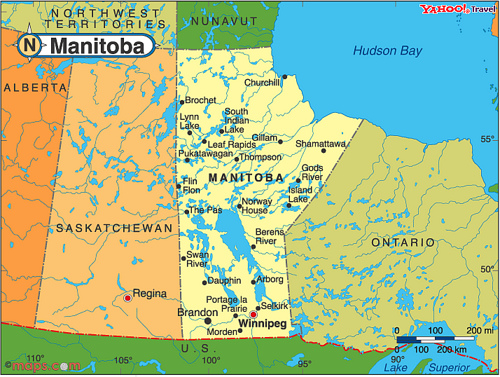 YAHOO! Travel
NORTHWEST
TERRITORIES
NUNAVUT
N Manitoba
Hudson Bay
ALBERTA
Churchill
Brochet
Lynn
Lake
South
Indian
Lake
55°
Leaf Rapids
Gillam
Shamattawa
Pukatawagan
Thompson
Gods
River
MANITOBA
Flin
Flon
Island
Lake
The Pas
Norway
House
SASKATCHEWAN
Berens
River
ONTARIO
Swan
River
50°
Dauphin
Arborg
Regina
Portage la
Prairie
Selkirk
Brandon
Winnipeg
Morden
0 100 200 mi
0 100 200 km
U.S.
110°
105°
100°
95°
90°
Lake Superior
©maps.com